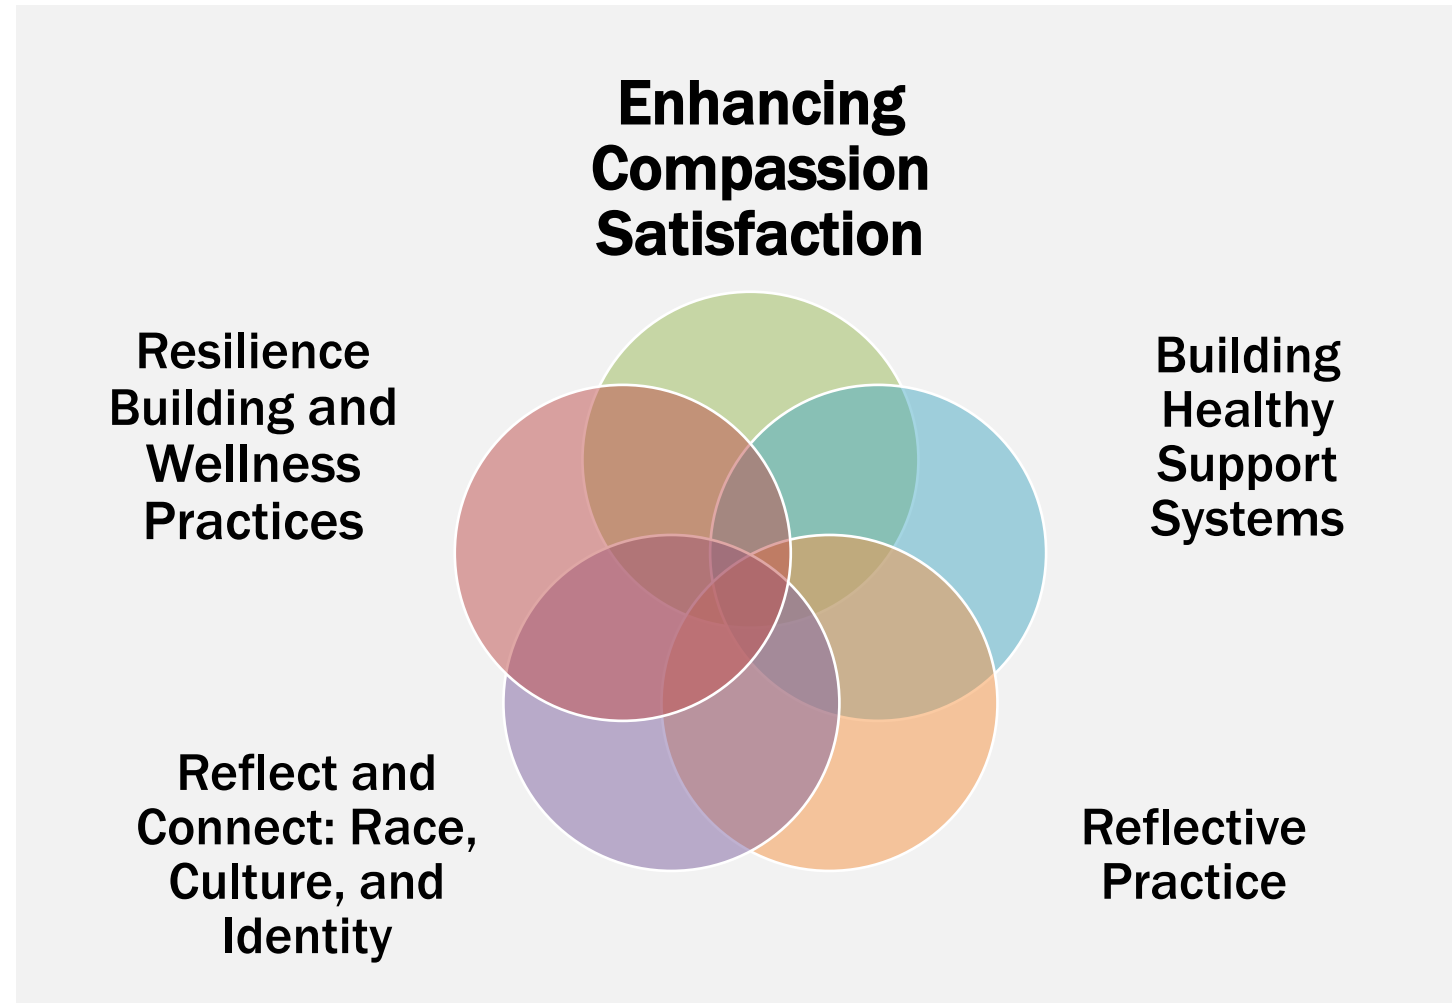 Enhancing
Compassion
Satisfaction
Resilience
Building and
Wellness
Practices
Building
Healthy
Support
Systems
Reflect and
Connect: Race,
Culture, and
Identity
Reflective
Practice